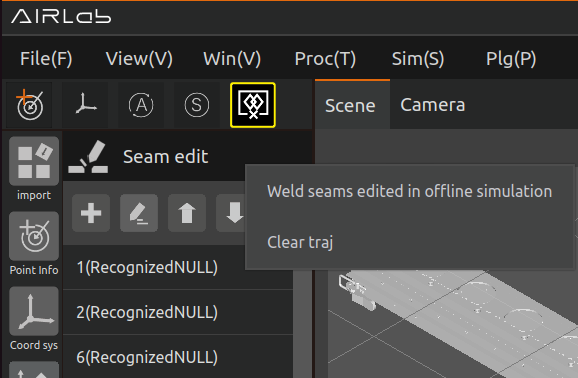 AIRLab
File(F) View(V) Win(V) Proc(T) Sim(S) Plg(P)
A S
Scene Camera
import
Seam edit
Weld seams edited in offline simulation
Clear traj
Point Info
1(RecognizedNULL)
2(RecognizedNULL)
Coord sys
6(RecognizedNULL)